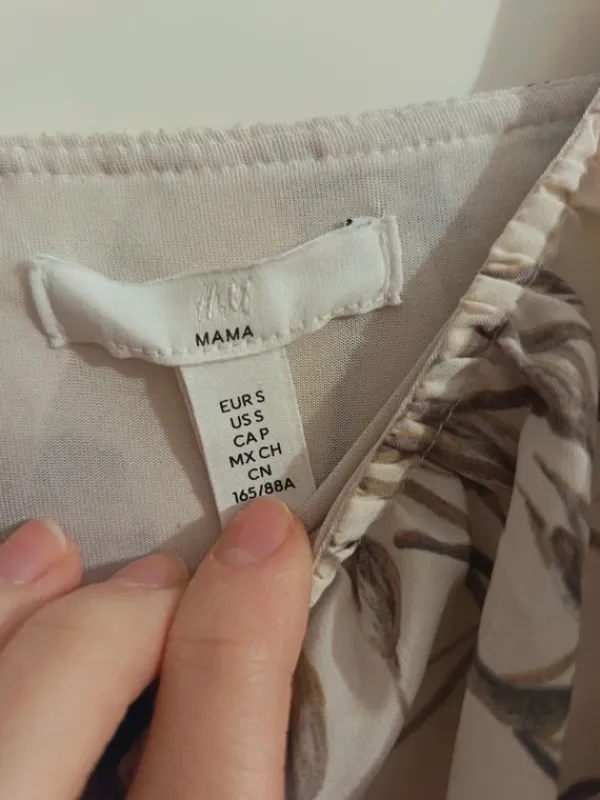 H&M
MAMA
EUR S
US S
CA P
MX CH
CN
165/88A